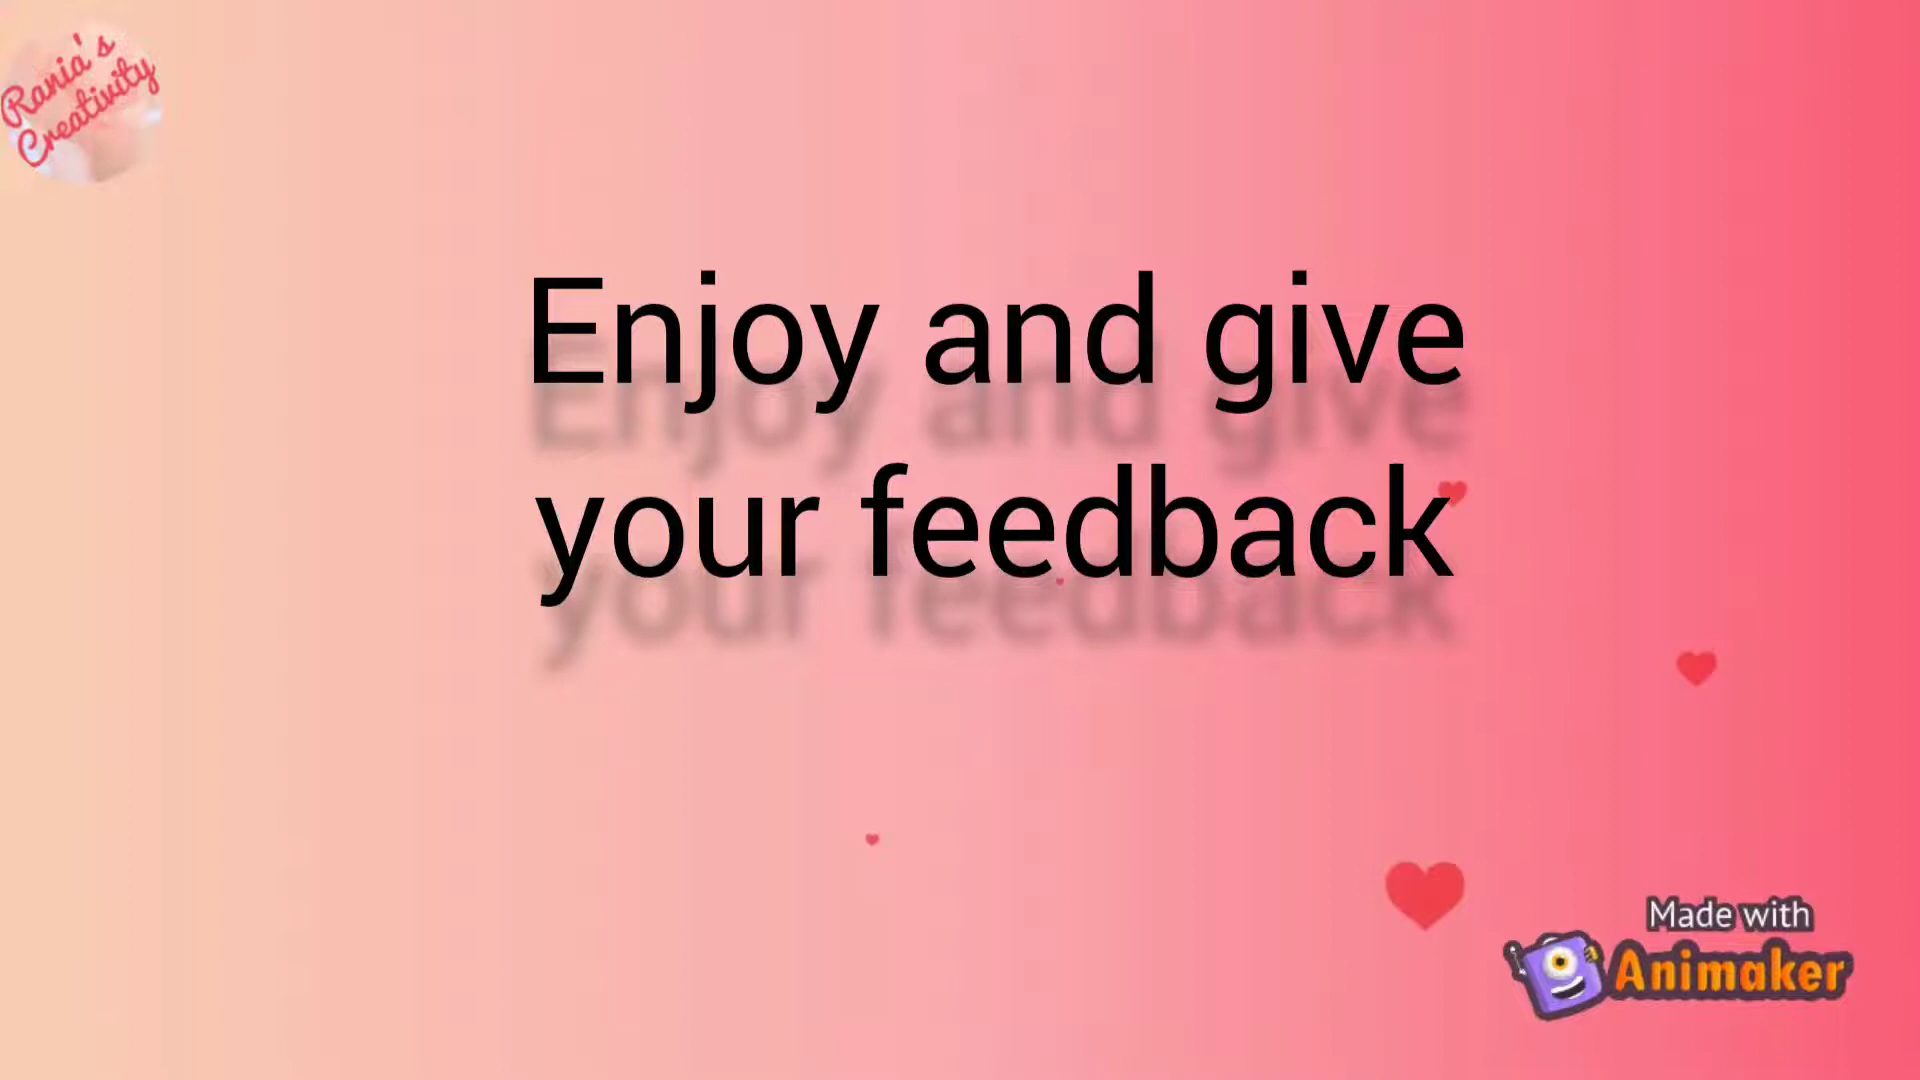 Rania's
Creativity
Enjoy and give
your feedback
Made with
Animaker